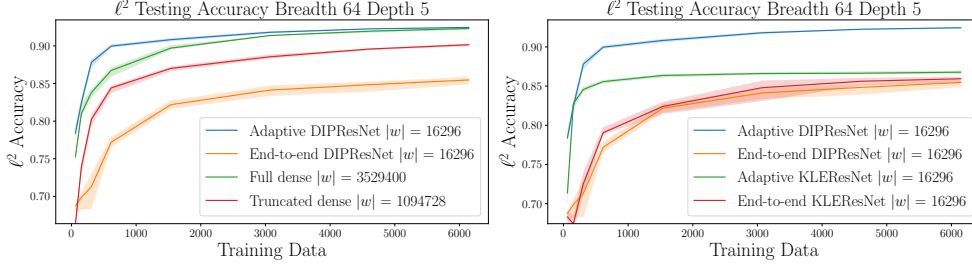 ℓ² Testing Accuracy Breadth 64 Depth 5
ℓ² Accuracy
0.90
0.85
0.80
0.75
0.70
Adaptive DIPResNet |w| = 16296
End-to-end DIPResNet |w| = 16296
Full dense |w| = 3529400
Truncated dense |w| = 1094728
0 1000 2000 3000 4000 5000 6000
Training Data
ℓ² Testing Accuracy Breadth 64 Depth 5
ℓ² Accuracy
0.90
0.85
0.80
0.75
0.70
Adaptive DIPResNet |w| = 16296
End-to-end DIPResNet |w| = 16296
Adaptive KLEResNet |w| = 16296
End-to-end KLEResNet |w| = 16296
0 1000 2000 3000 4000 5000 6000
Training Data